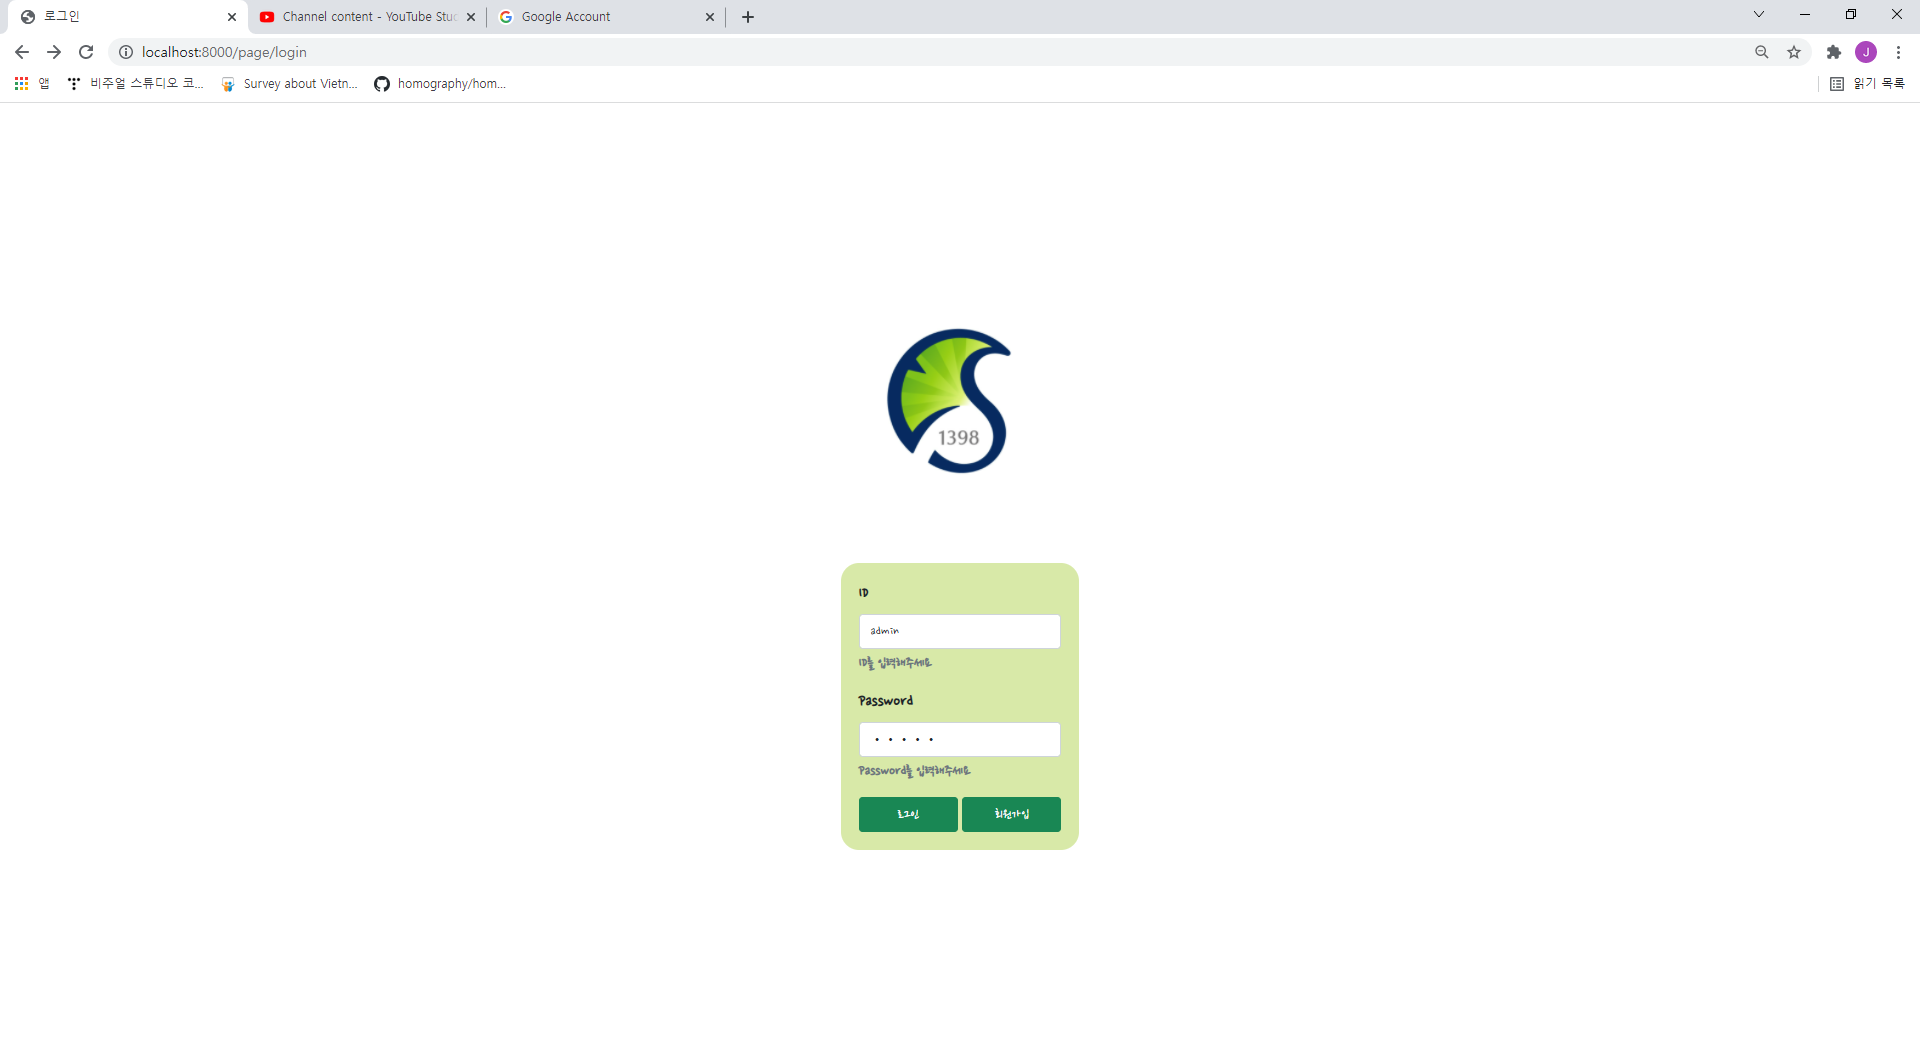 로그인
Channel content - YouTube Stu
Google Account
localhost:8000/page/login
J
앱
비주얼 스튜디오 코...
Survey about Vietn...
homography/hom...
읽기 목록
1398
ID
admin
ID를 입력해주세요
Password
Password를 입력해주세요
로그인
회원가입